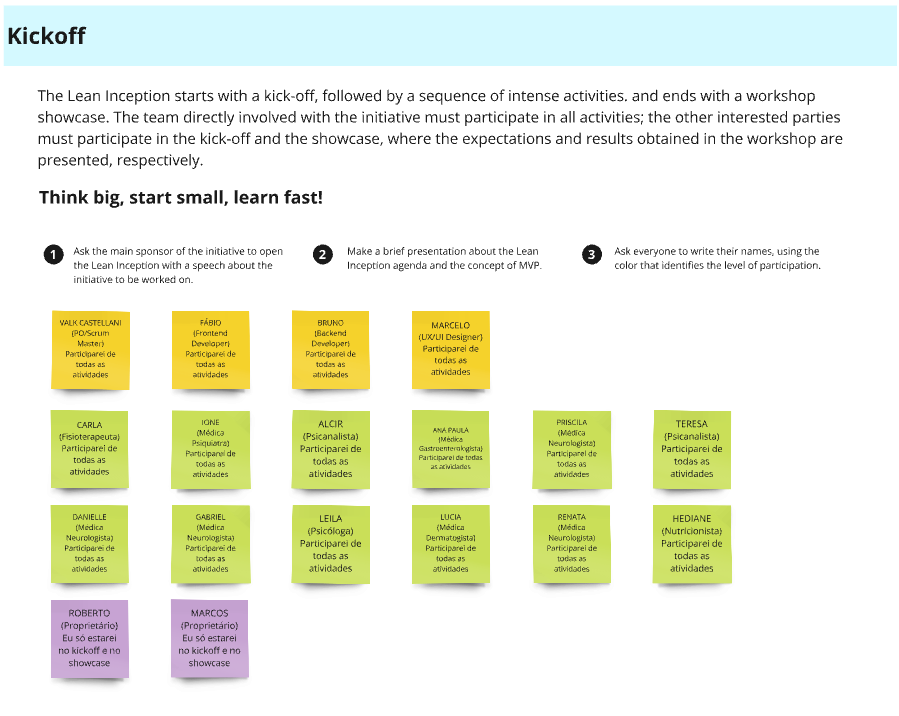 Kickoff
The Lean Inception starts with a kick-off, followed by a sequence of intense activities. and ends with a workshop
showcase. The team directly involved with the initiative must participate in all activities; the other interested parties
must participate in the kick-off and the showcase, where the expectations and results obtained in the workshop are
presented, respectively.
Think big, start small, learn fast!
1
Ask the main sponsor of the initiative to open
the Lean Inception with a speech about the
initiative to be worked on.
2
Make a brief presentation about the Lean
Inception agenda and the concept of MVP.
3
Ask everyone to write their names, using the
color that identifies the level of participation.
VALK CASTELLANI
(PO/Scrum
Master)
Participarei de
todas as
atividades
FÁBIO
(Frontend
Developer)
Participarei de
todas as
atividades
BRUNO
(Backend
Developer)
Participarei de
todas as
atividades
MARCELO
(UX/UI Designer)
Participarei de
todas as
atividades
CARLA
(Fisioterapeuta)
Participarei de
todas as
atividades
IONE
(Médica
Psiquiatra)
Participarei de
todas as
atividades
ALCIR
(Psicanalista)
Participarei de
todas as
atividades
ANA PAULA
(Médica
Gastroenterologista)
Participarei de todas
as atividades
PRISCILA
(Médica
Neurologista)
Participarei de
todas as
atividades
TERESA
(Psicanalista)
Participarei de
todas as
atividades
DANIELLE
(Médica
Neurologista)
Participarei de
todas as
atividades
GABRIEL
(Médico
Neurologista)
Participarei de
todas as
atividades
LEILA
(Psicóloga)
Participarei de
todas as
atividades
LUCIA
(Médica
Dermatogista)
Participarei de
todas as
atividades
RENATA
(Médica
Neurologista)
Participarei de
todas as
atividades
HEDIANE
(Nutricionista)
Participarei de
todas as
atividades
ROBERTO
(Proprietário)
Eu só estarei
no kickoff e no
showcase
MARCOS
(Proprietário)
Eu só estarei
no kickoff e no
showcase